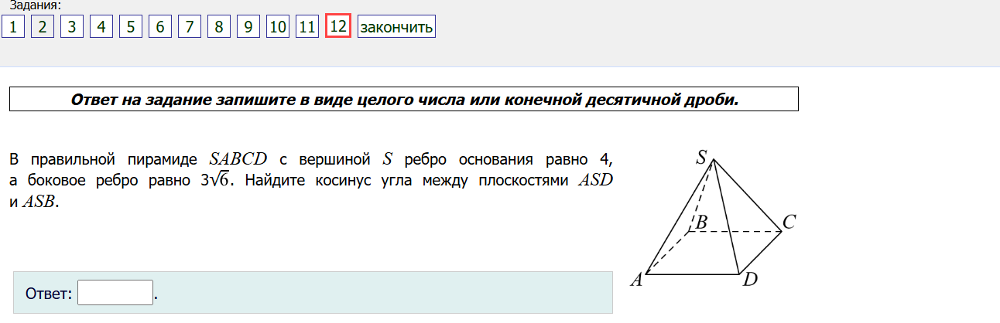 Задания:
1 2 3 4 5 6 7 8 9 10 11 12 закончить
Ответ на задание запишите в виде целого числа или конечной десятичной дроби.
В правильной пирамиде SABCD с вершиной S ребро основания равно 4,
а боковое ребро равно 3√6. Найдите косинус угла между плоскостями ASD
и ASB.
S
B
C
A
D
Ответ: .